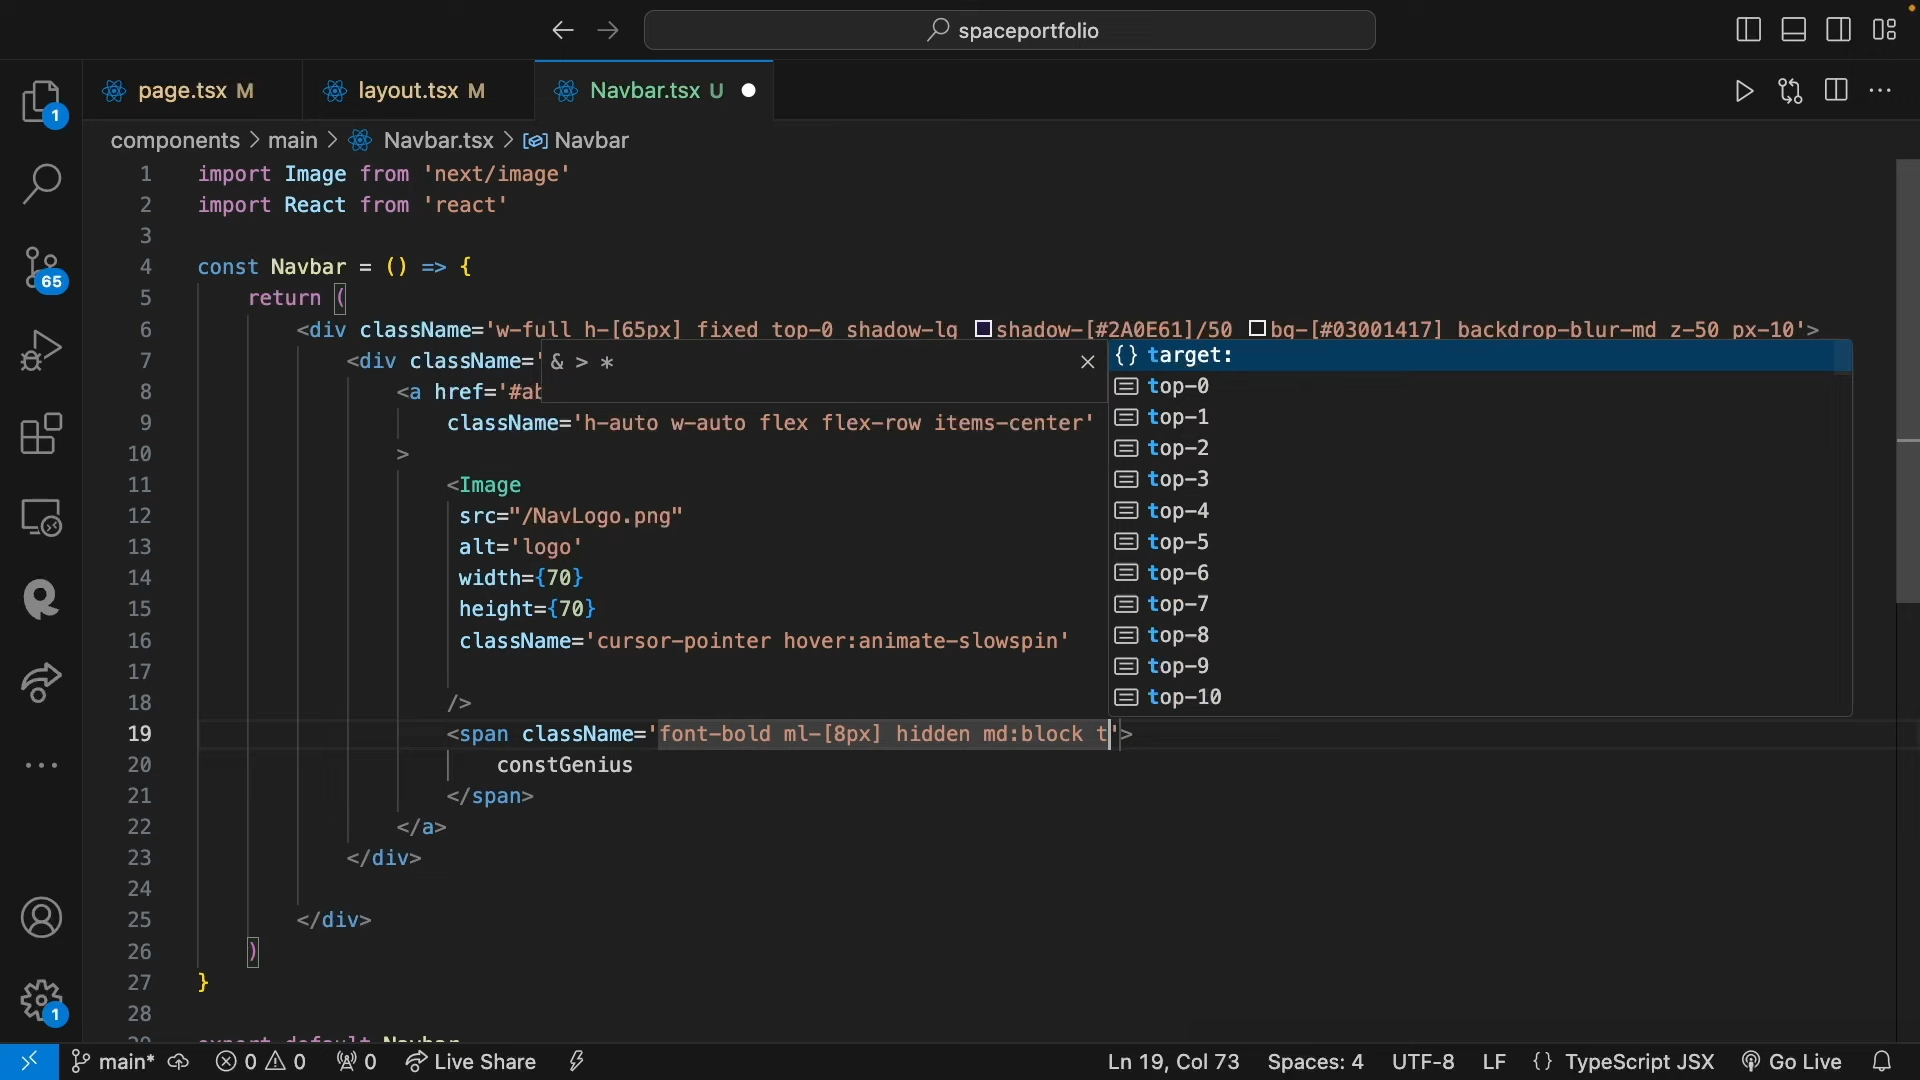 spaceportfolio
page.tsx M
layout.tsx M
Navbar.tsx U
components > main > Navbar.tsx > Navbar
1 import Image from 'next/image'
2 import React from 'react'
3
4 const Navbar = () => {
5 return (
6 <div className='w-full h-[65px] fixed top-0 shadow-lg shadow-[#2A0E61]/50 bg-[#03001417] backdrop-blur-md z-50 px-10'>
7 <div className='
& > *
8 <a href='#ab
9 className='h-auto w-auto flex flex-row items-center'
10 >
11 <Image
12 src="/NavLogo.png"
13 alt='logo'
14 width={70}
15 height={70}
16 className='cursor-pointer hover:animate-slowspin'
17
18 />
19 <span className='font-bold ml-[8px] hidden md:block t'>
20 constGenius
21 </span>
22 </a>
23 </div>
24
25 </div>
26 )
27 }
28
29 export default Navbar
{} target:
top-0
top-1
top-2
top-3
top-4
top-5
top-6
top-7
top-8
top-9
top-10
1
65
1
main* 0 0 0 Live Share
Ln 19, Col 73 Spaces: 4 UTF-8 LF {} TypeScript JSX Go Live